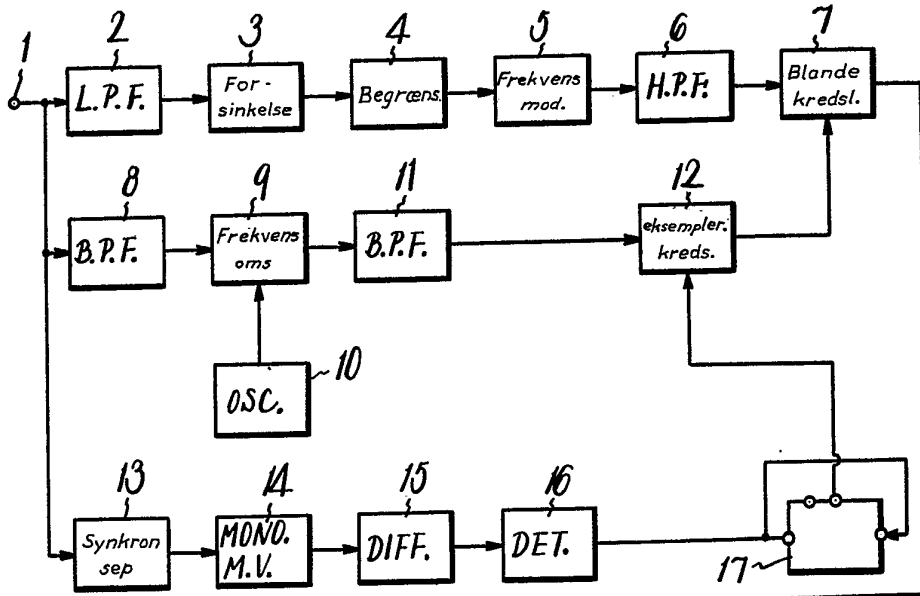 1
2
3
4
5
6
7
L.P.F.
For-
sinkelse
Begræns.
Frekvens
mod.
H.P.F.
Blande
kredsl.
8
9
11
12
B.P.F.
Frekvens
oms
B.P.F.
eksempler.
kreds.
10
OSC.
13
14
15
16
Synkron
sep
MONO.
M.V.
DIFF.
DET.
17